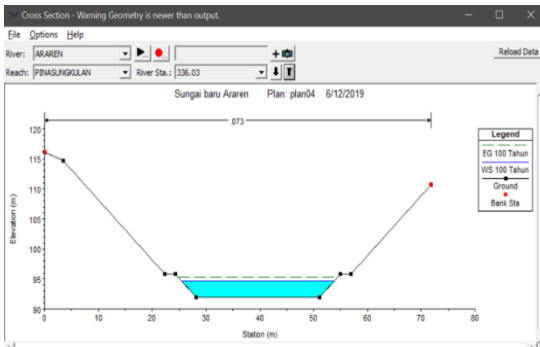 Cross Section - Warning Geometry is newer than output.
File Options Help
River: ARAREN
Reload Data
Reach: PINASUNGKULAN River Sta.: 336.03
Sungai baru Araren Plan: plan04 6/12/2019
.073
Legend
EG 100 Tahun
WS 100 Tahun
Ground
Bank Sta
Elevation (m)
120
115
110
105
100
95
90
0 10 20 30 40 50 60 70 80
Station (m)